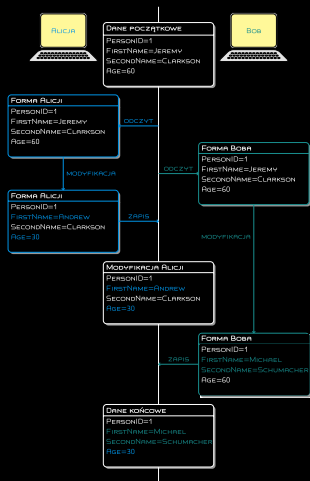 Alicja
Bob
Dane początkowe
PersonID=1
FirstName=Jeremy
SecondName=Clarkson
Age=60
Forma Alicji
PersonID=1
FirstName=Jeremy
SecondName=Clarkson
Age=60
odczyt
Forma Boba
PersonID=1
FirstName=Jeremy
SecondName=Clarkson
Age=60
odczyt
modyfikacja
Forma Alicji
PersonID=1
FirstName=Andrew
SecondName=Clarkson
Age=30
zapis
modyfikacja
Modyfikacja Alicji
PersonID=1
FirstName=Andrew
SecondName=Clarkson
Age=30
Forma Boba
PersonID=1
FirstName=Michael
SecondName=Schumacher
Age=60
zapis
Dane końcowe
PersonID=1
FirstName=Michael
SecondName=Schumacher
Age=30